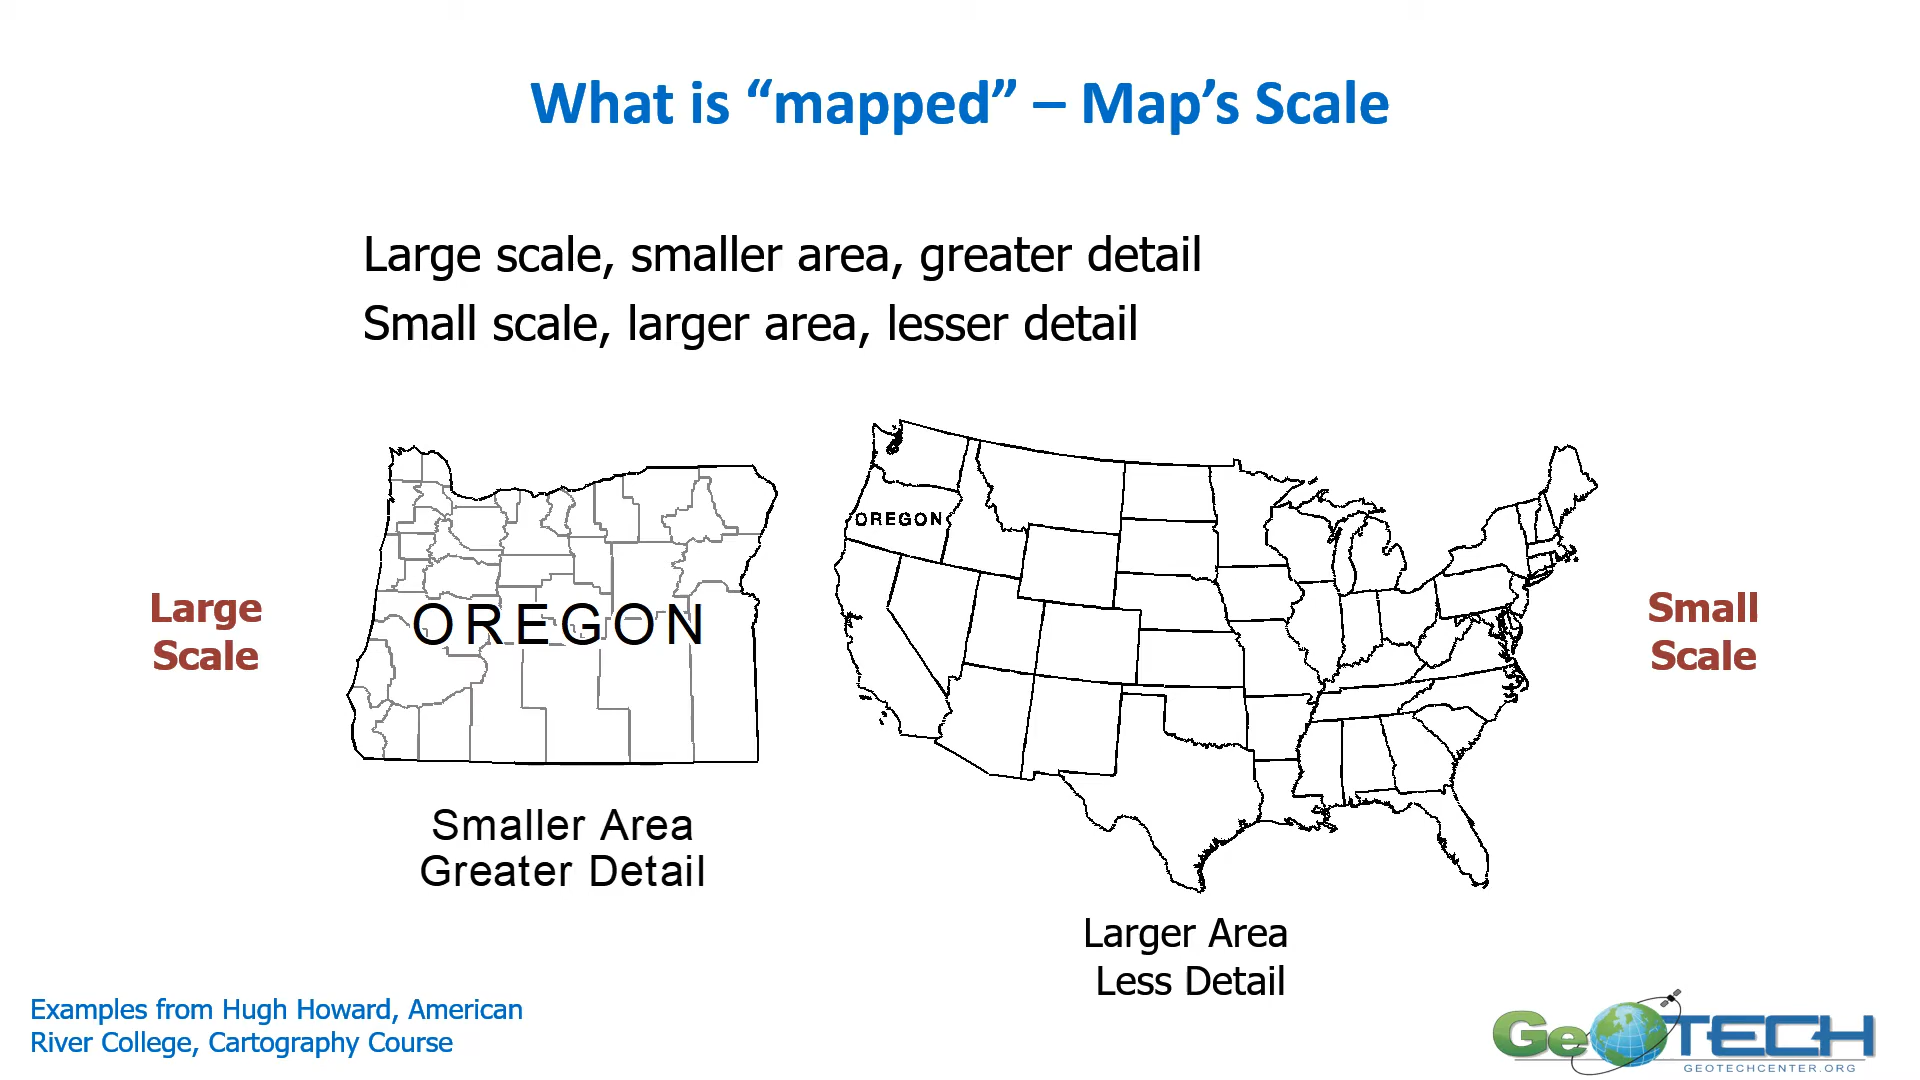 What is “mapped” – Map’s Scale
Large scale, smaller area, greater detail
Small scale, larger area, lesser detail
Large
Scale
OREGON
Smaller Area
Greater Detail
OREGON
Larger Area
Less Detail
Small
Scale
Examples from Hugh Howard, American
River College, Cartography Course
GeoTECH
GEOTECHCENTER.ORG